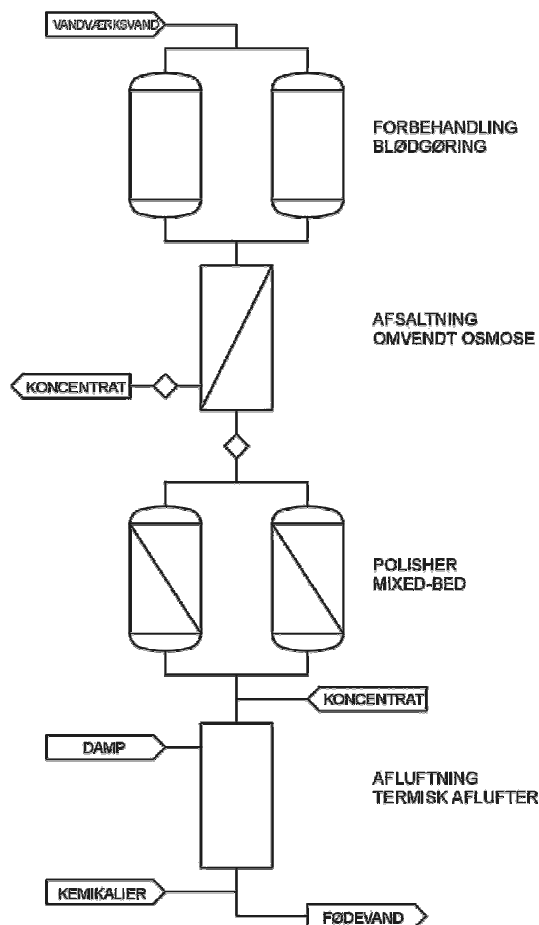 VANDVÆRKSVAND
FORBEHANDLING
BLØDGØRING
AFSALTNING
OMVENDT OSMOSE
KONCENTRAT
POLISHER
MIXED-BED
KONCENTRAT
DAMP
AFLUFTNING
TERMISK AFLUFTER
KEMIKALIER
FØDEVAND